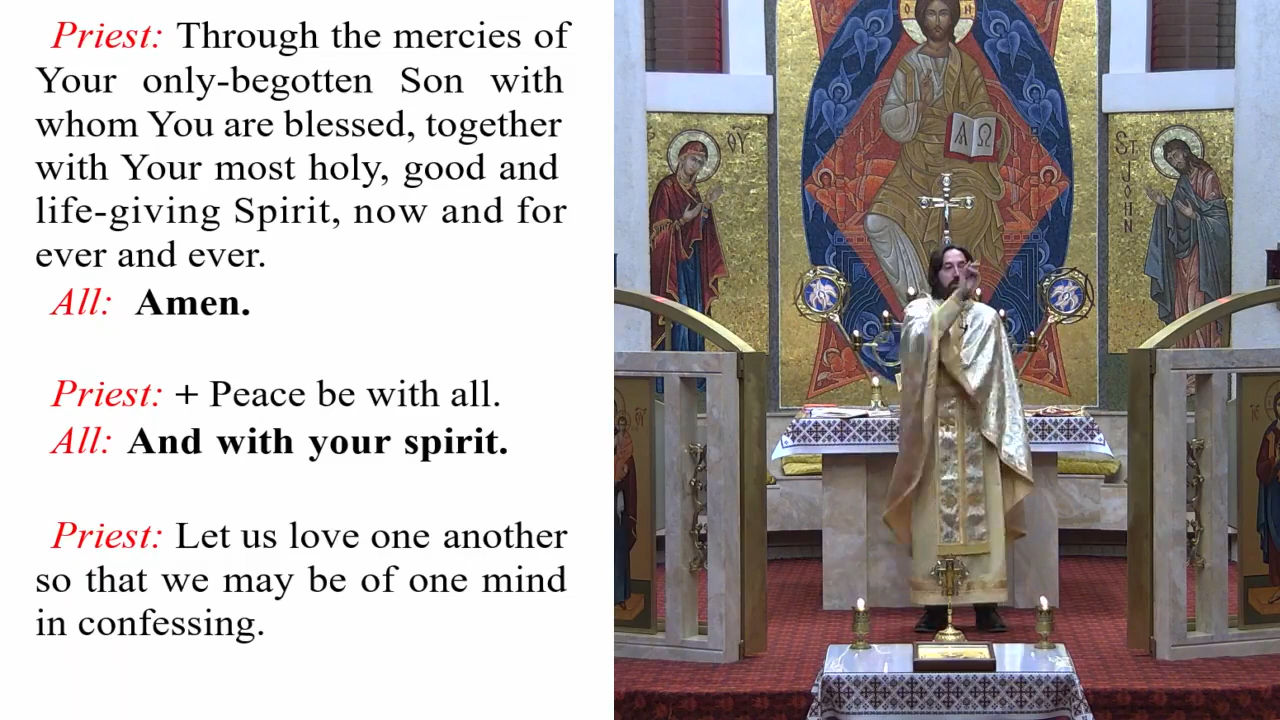 Priest: Through the mercies of
Your only-begotten Son with
whom You are blessed, together
with Your most holy, good and
life-giving Spirit, now and for
ever and ever.
All: Amen.
Priest: + Peace be with all.
All: And with your spirit.
Priest: Let us love one another
so that we may be of one mind
in confessing.
O H
Α Ω
ΟΥ
ST. JOHN